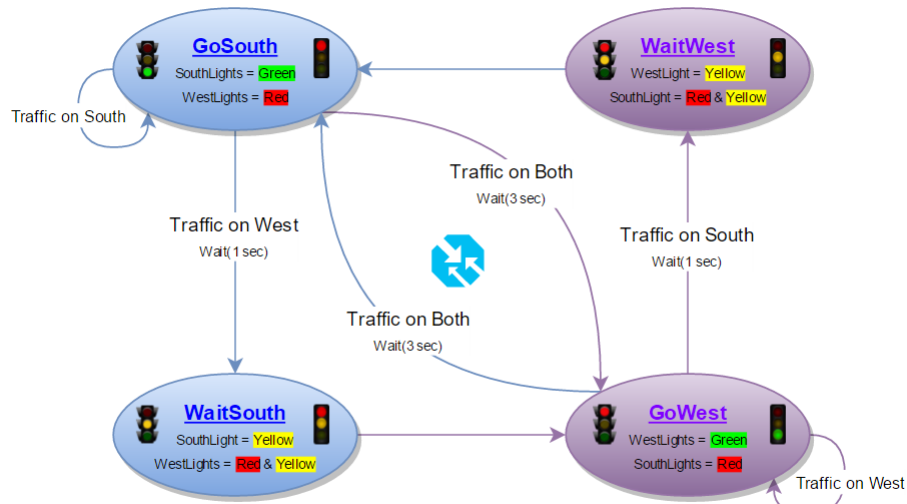 GoSouth
SouthLights = Green
WestLights = Red
WaitWest
WestLight = Yellow
SouthLight = Red & Yellow
Traffic on South
Traffic on Both
Wait(3 sec)
Traffic on West
Wait(1 sec)
Traffic on South
Wait(1 sec)
Traffic on Both
Wait(3 sec)
WaitSouth
SouthLight = Yellow
WestLights = Red & Yellow
GoWest
WestLights = Green
SouthLights = Red
Traffic on West